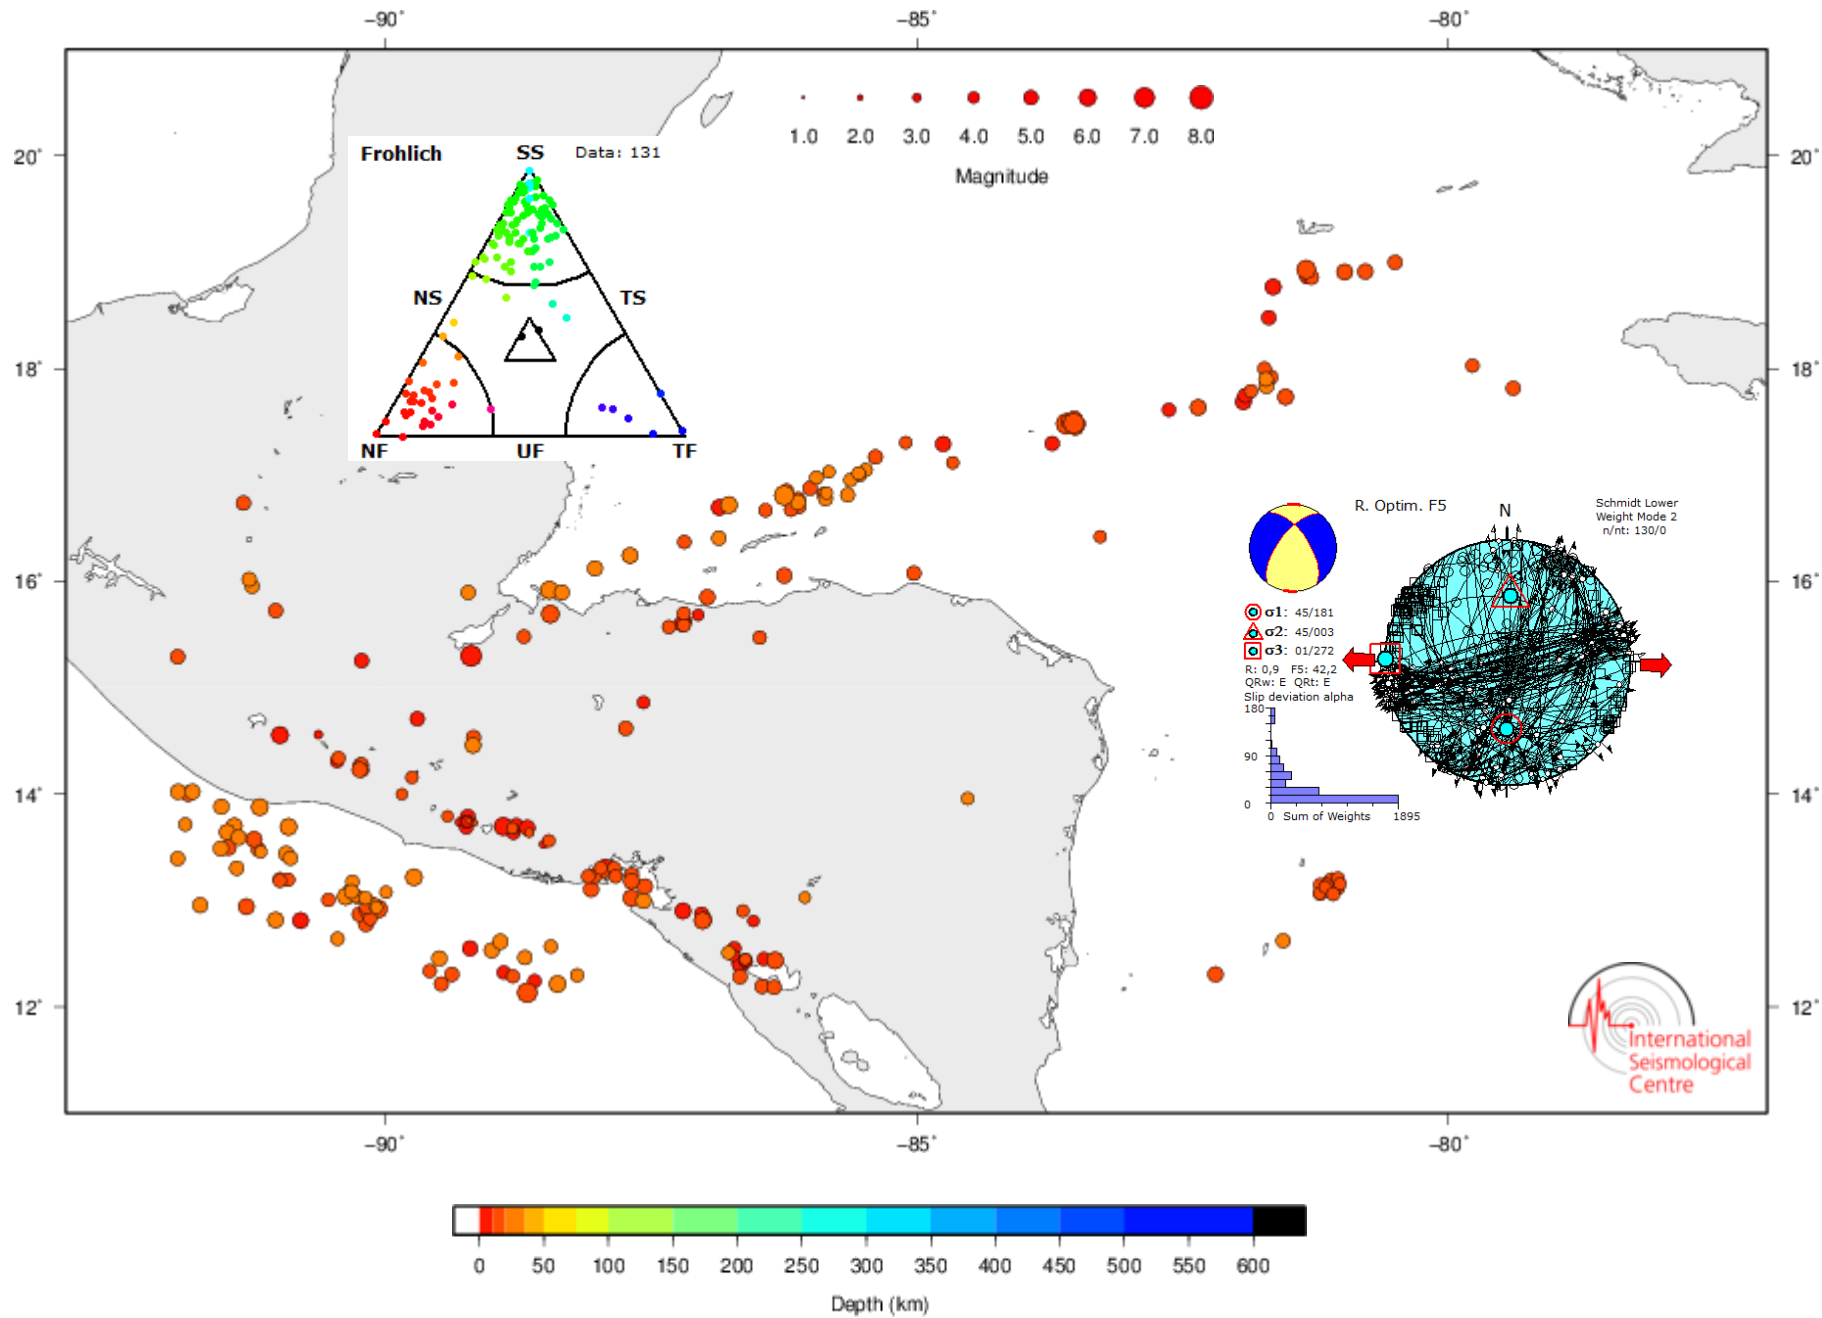 -90° -85° -80°
20° 20°
18° 18°
16° 16°
14° 14°
12° 12°
-90° -85° -80°
1.0 2.0 3.0 4.0 5.0 6.0 7.0 8.0
Magnitude
Frohlich SS Data: 131
NS TS
NF UF TF
R. Optim. F5 N
Schmidt Lower
Weight Mode 2
n/nt: 130/0
σ1: 45/181
σ2: 45/003
σ3: 01/272
R: 0,9 F5: 42,2
QRw: E QRt: E
Slip deviation alpha
180
90
0
0 Sum of Weights 1895
International
Seismological
Centre
0 50 100 150 200 250 300 350 400 450 500 550 600
Depth (km)